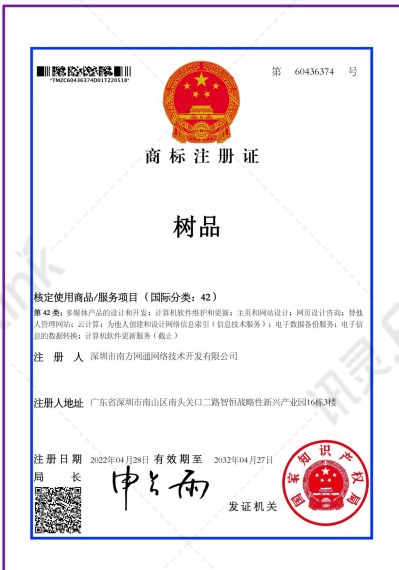 *TMZC60436374D01T220518*
第 60436374 号
商标注册证
树品
核定使用商品/服务项目（国际分类：42）
第 42 类：多媒体产品的设计和开发；计算机软件维护和更新；主页和网站设计；网页设计咨询；替他
人管理网站；云计算；为他人创建和设计网络信息索引（信息技术服务）；电子数据备份服务；电子信
息的数据转换；计算机软件更新服务（截止）
注 册 人 深圳市南方网通网络技术开发有限公司
注册人地址 广东省深圳市南山区南头关口二路智恒战略性新兴产业园16栋3楼
注册日期 2022年04月28日 有效期至 2032年04月27日
局 长 申长雨
发证机关
国家知识产权局
讯灵